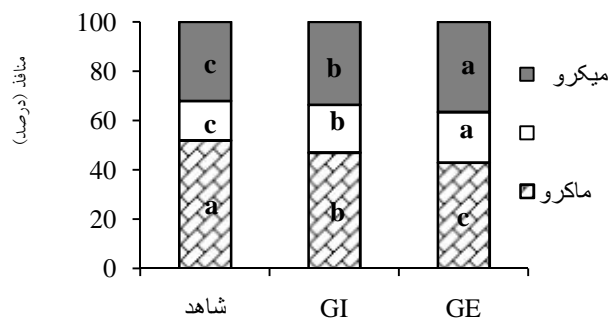 منافذ (درصد)
100
80
60
40
20
0
c b a
c b a
a b c
شاهد GI GE
میکرو
ماکرو